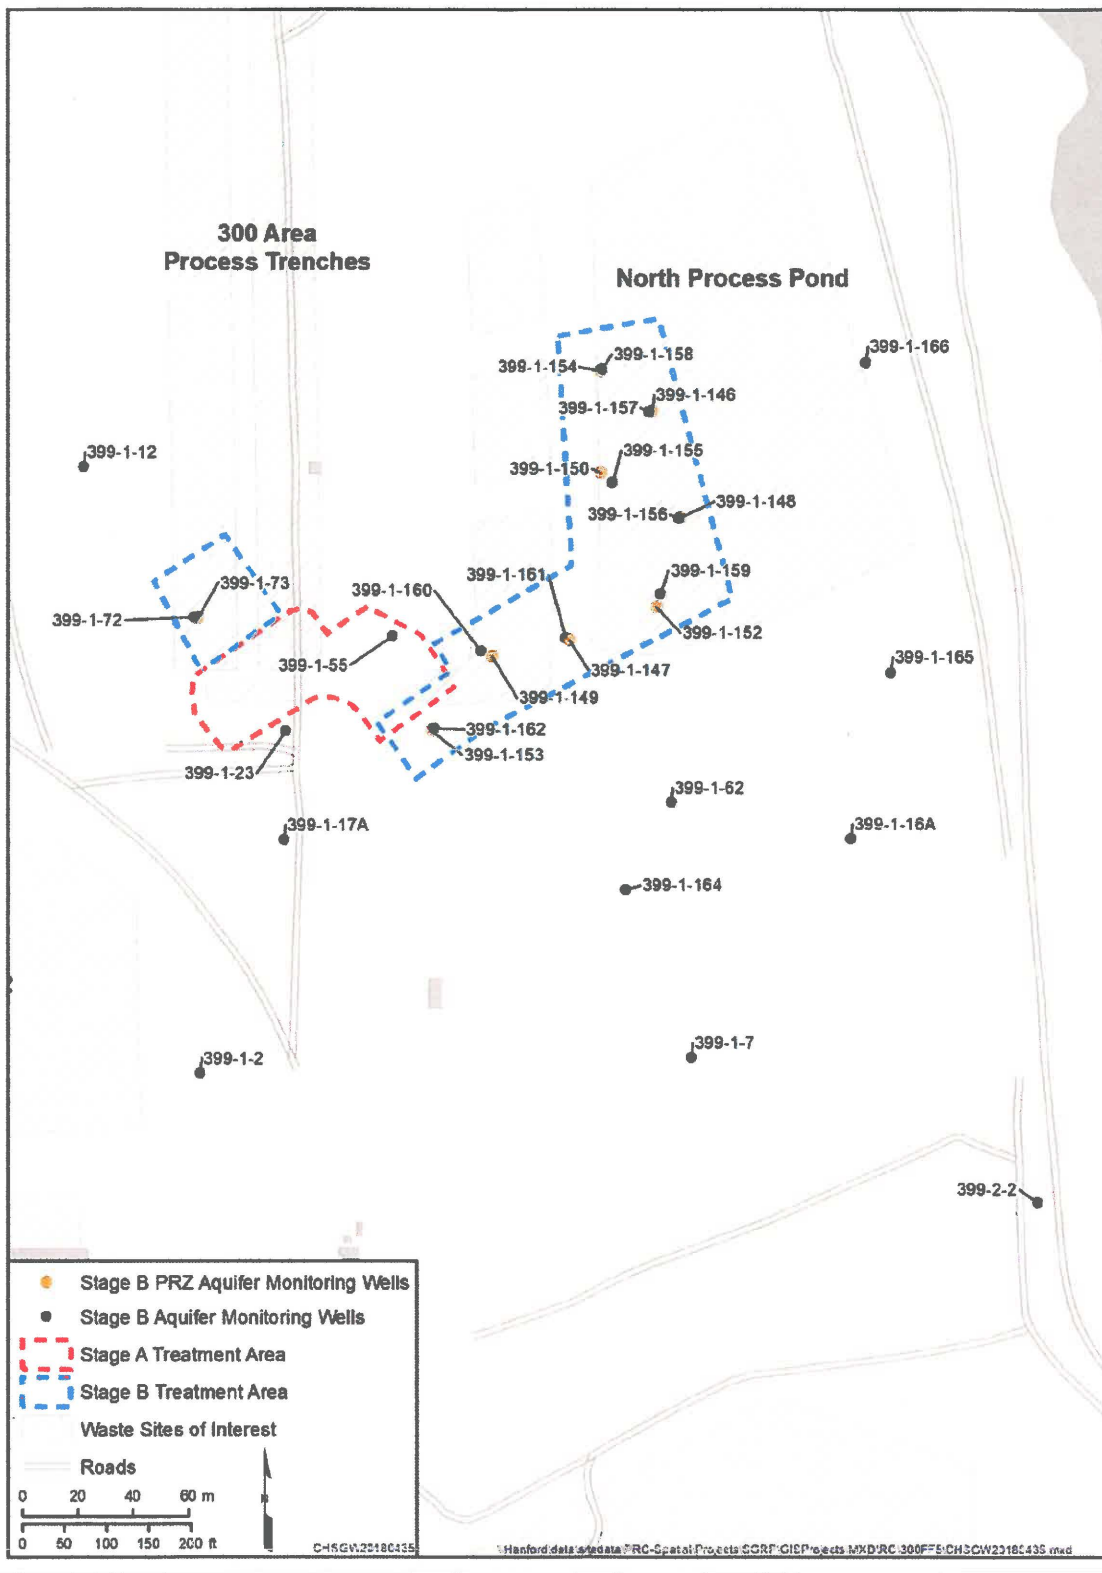 300 Area
Process Trenches
North Process Pond
399-1-166
399-1-158
399-1-154
399-1-146
399-1-157
399-1-12
399-1-155
399-1-150
399-1-148
399-1-156
399-1-161
399-1-159
399-1-73
399-1-160
399-1-72
399-1-152
399-1-55
399-1-165
399-1-147
399-1-149
399-1-162
399-1-153
399-1-23
399-1-62
399-1-17A
399-1-16A
399-1-164
399-1-2
399-1-7
399-2-2
Stage B PRZ Aquifer Monitoring Wells
Stage B Aquifer Monitoring Wells
Stage A Treatment Area
Stage B Treatment Area
Waste Sites of Interest
Roads
0 20 40 60 m
0 50 100 150 200 ft
CHSGW20180435